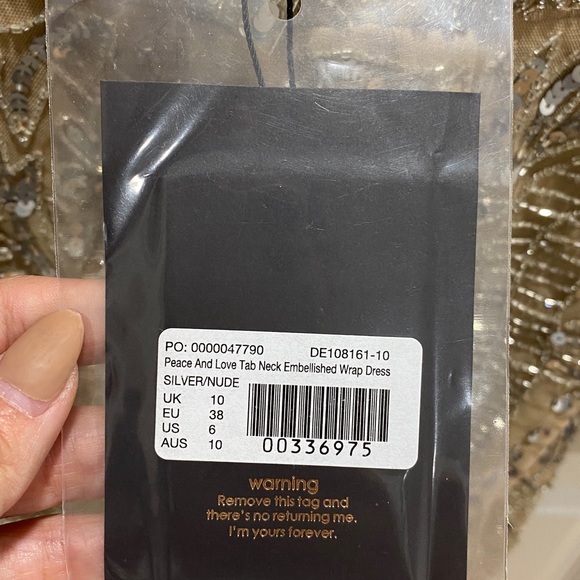 PO: 0000047790 DE108161-10
Peace And Love Tab Neck Embellished Wrap Dress
SILVER/NUDE
UK 10
EU 38
US 6
AUS 10
00336975
warning
Remove this tag and
there's no returning me.
I'm yours forever.